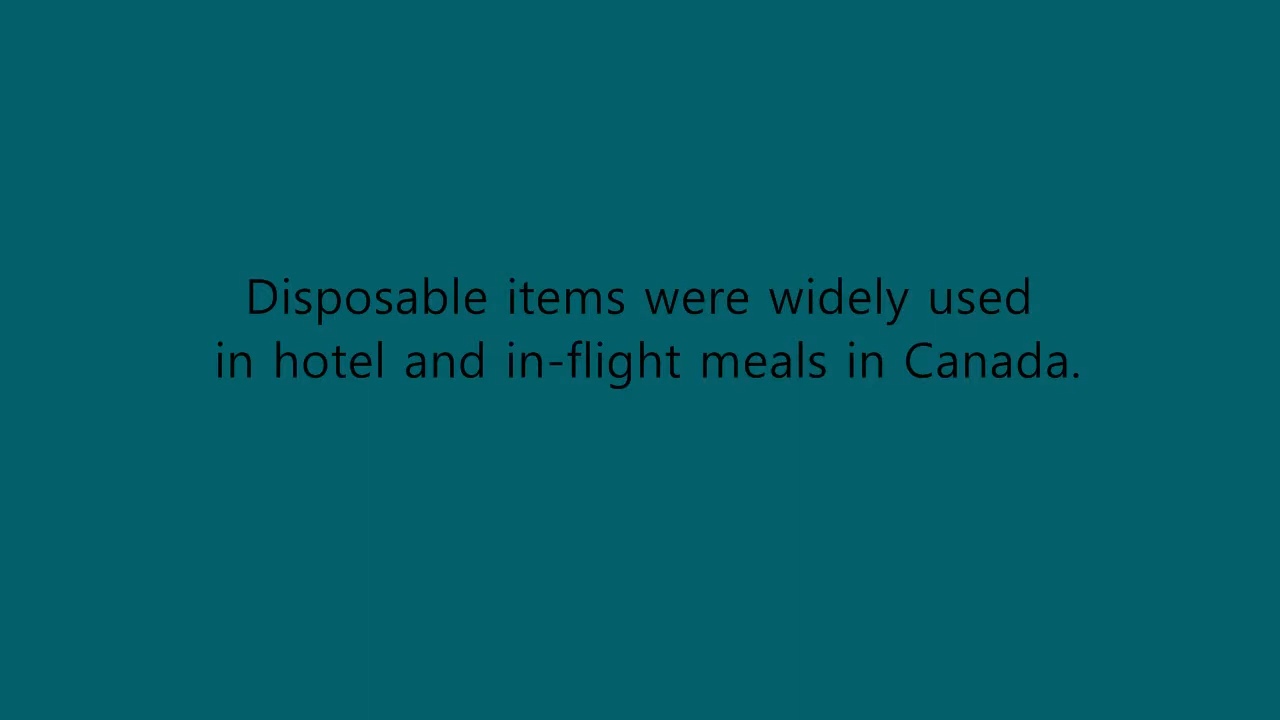 Disposable items were widely used
in hotel and in-flight meals in Canada.